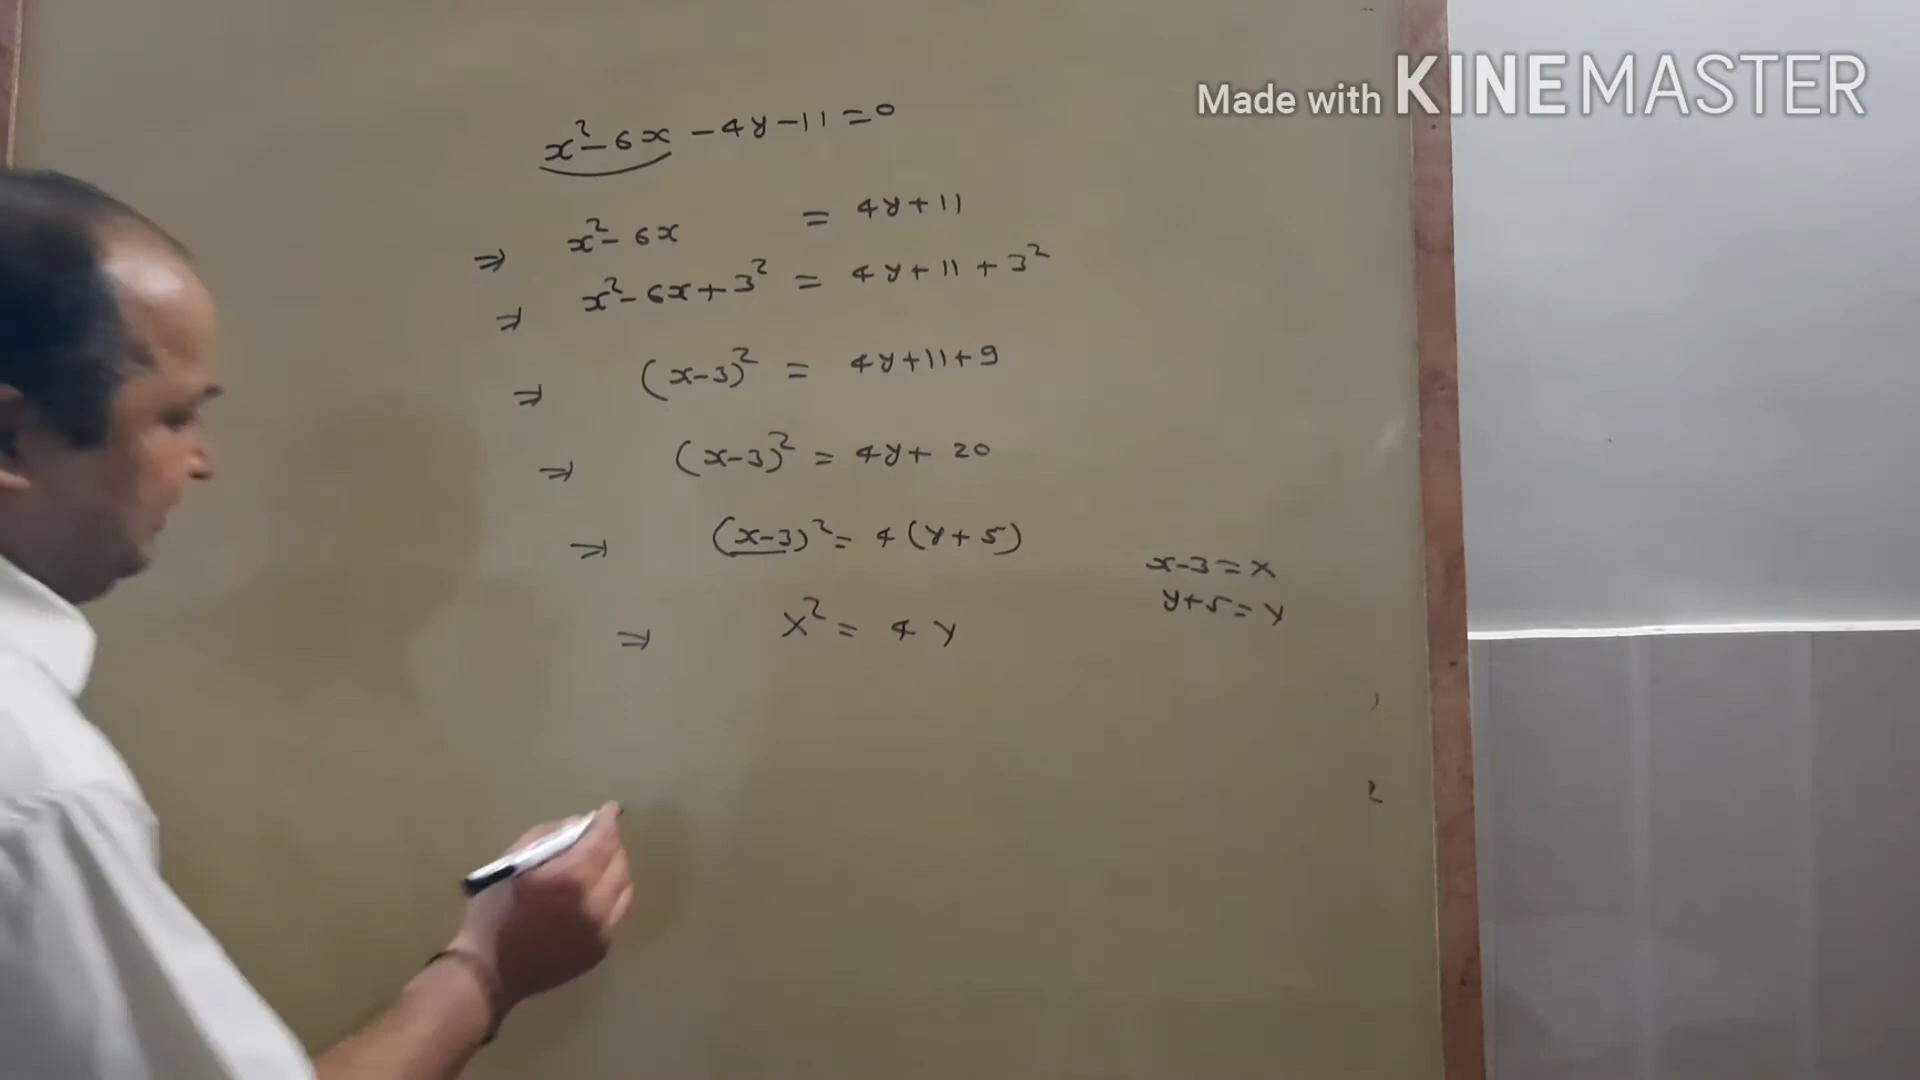 Made with KINEMASTER
x² - 6x - 4y - 11 = 0
⇒ x² - 6x = 4y + 11
⇒ x² - 6x + 3² = 4y + 11 + 3²
⇒ (x-3)² = 4y + 11 + 9
⇒ (x-3)² = 4y + 20
⇒ (x-3)² = 4(y+5)
x-3 = X
y+5 = Y
⇒ X² = 4Y